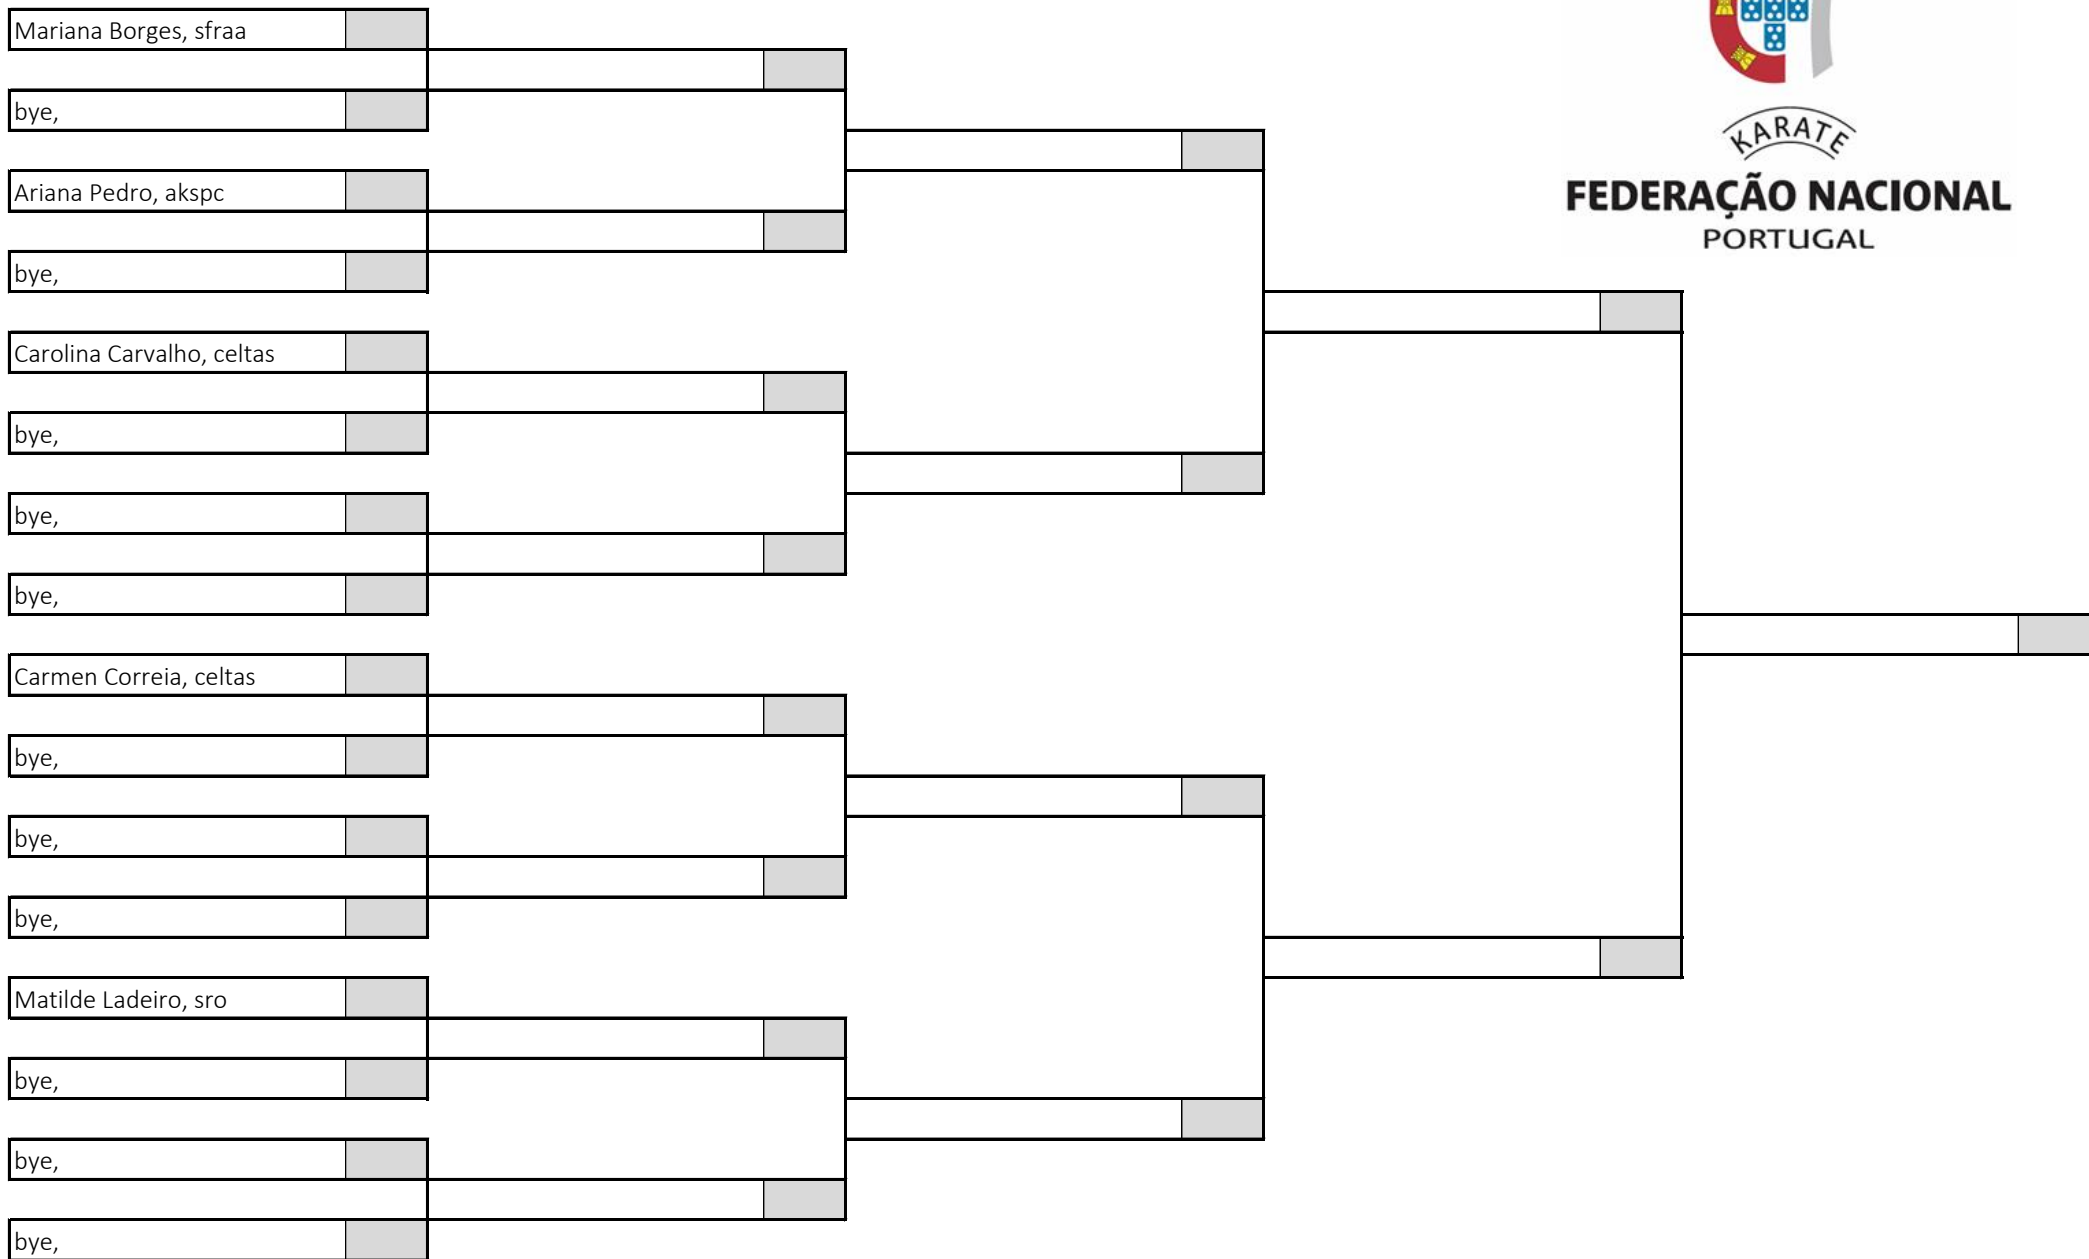 Mariana Borges, sfraa
bye,
Ariana Pedro, akspc
bye,
Carolina Carvalho, celtas
bye,
bye,
bye,
Carmen Correia, celtas
bye,
bye,
bye,
Matilde Ladeiro, sro
bye,
bye,
bye,
KARATE
FEDERAÇÃO NACIONAL
PORTUGAL